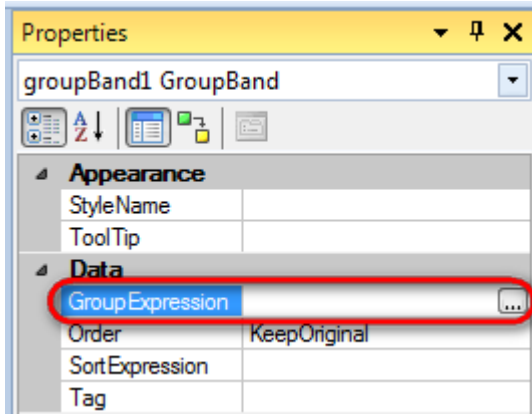 Properties
groupBand1 GroupBand
Appearance
StyleName
ToolTip
Data
GroupExpression ...
Order KeepOriginal
SortExpression
Tag